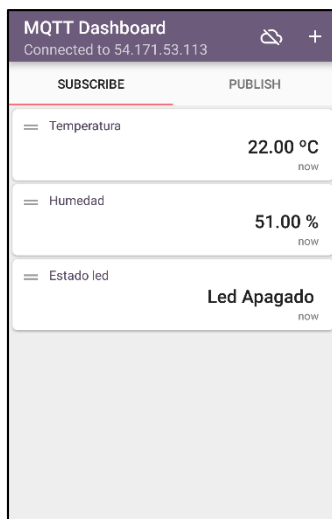 MQTT Dashboard
Connected to 54.171.53.113
SUBSCRIBE
PUBLISH
Temperatura
22.00 ºC
now
Humedad
51.00 %
now
Estado led
Led Apagado
now